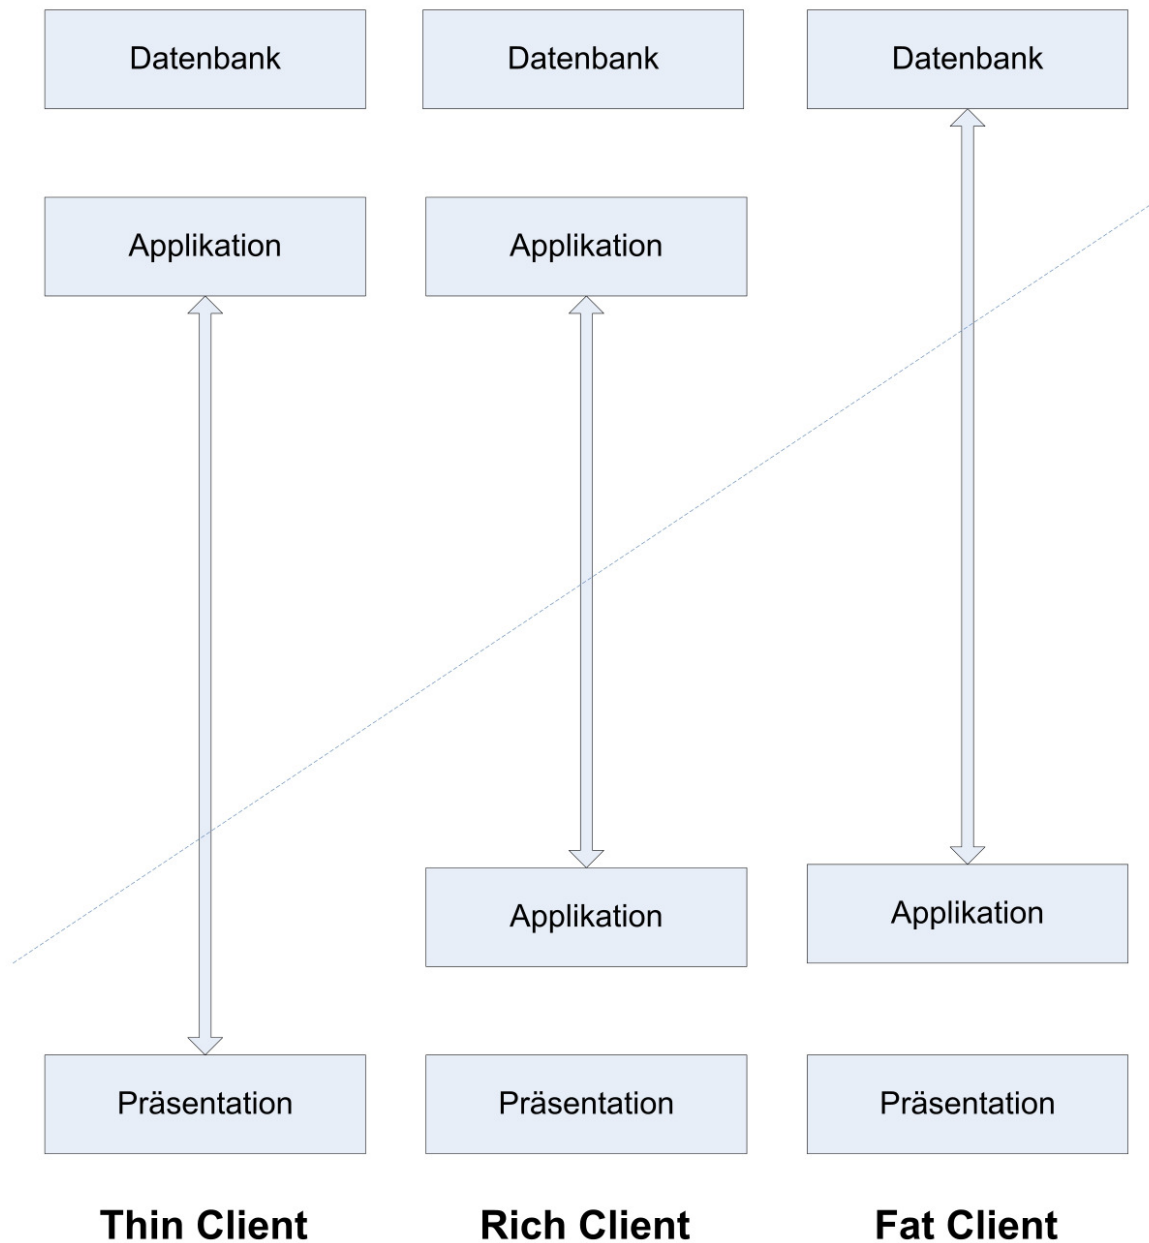 Datenbank
Datenbank
Datenbank
Applikation
Applikation
Applikation
Applikation
Präsentation
Präsentation
Präsentation
Thin Client
Rich Client
Fat Client